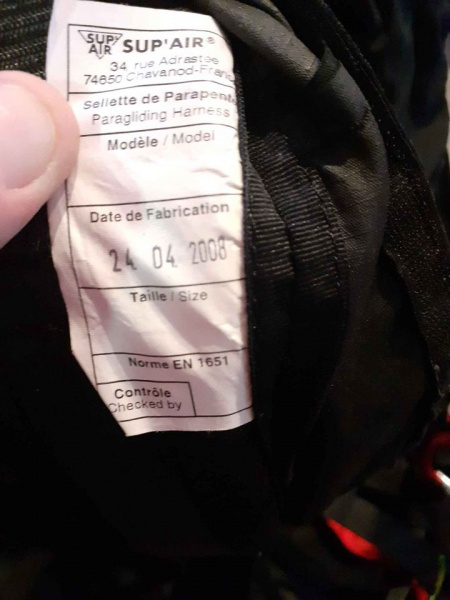 SUP'AIR SUP'AIR®
34, rue Adrastée
74650 Chavanod-Fran
Sellette de Parapente
Paragliding Harness
Modèle / Model
Date de Fabrication
24 04 2008
Taille / Size
Norme EN 1651
Contrôle
Checked by